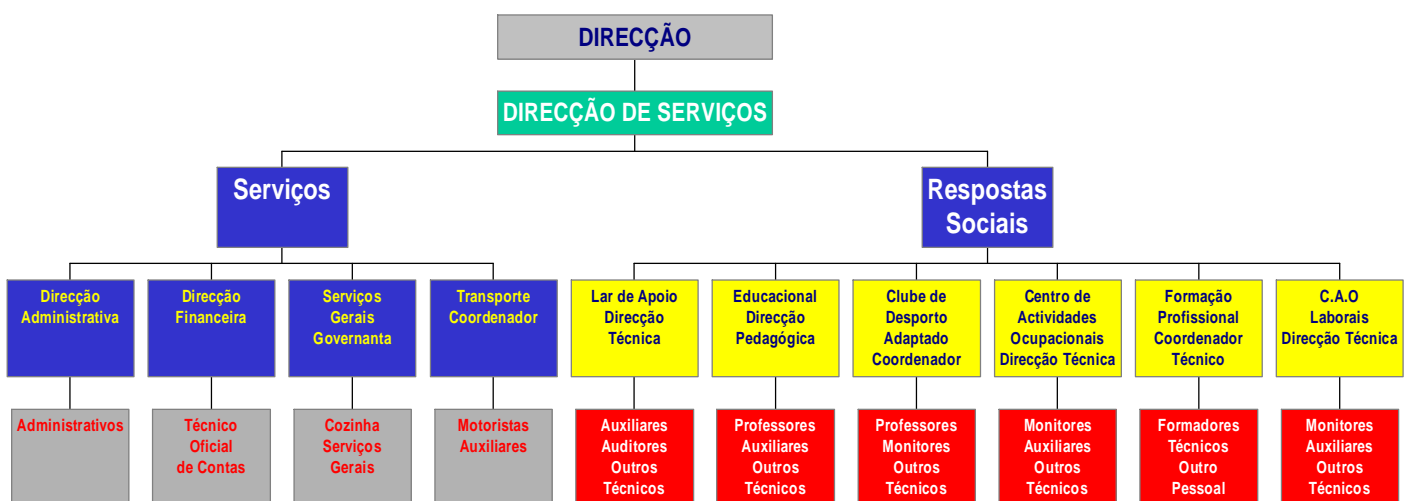 DIRECÇÃO
DIRECÇÃO DE SERVIÇOS
Serviços
Respostas
Sociais
Direcção
Administrativa
Direcção
Financeira
Serviços
Gerais
Governanta
Transporte
Coordenador
Lar de Apoio
Direcção
Técnica
Educacional
Direcção
Pedagógica
Clube de
Desporto
Adaptado
Coordenador
Centro de
Actividades
Ocupacionais
Direcção Técnica
Formação
Profissional
Coordenador
Técnico
C.A.O
Laborais
Direcção Técnica
Administrativos
Técnico
Oficial
de Contas
Cozinha
Serviços
Gerais
Motoristas
Auxiliares
Auxiliares
Auditores
Outros
Técnicos
Professores
Auxiliares
Outros
Técnicos
Professores
Monitores
Outros
Técnicos
Monitores
Auxiliares
Outros
Técnicos
Formadores
Técnicos
Outro
Pessoal
Monitores
Auxiliares
Outros
Técnicos